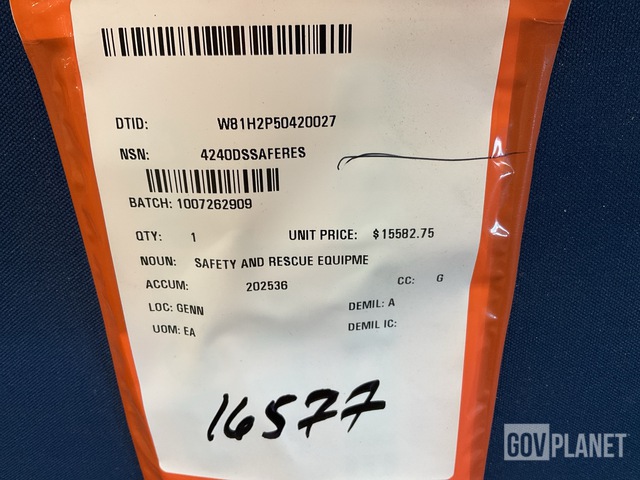 DTID: W81H2P50420027
NSN: 4240DSSAFERES
BATCH: 1007262909
QTY: 1 UNIT PRICE: $15582.75
NOUN: SAFETY AND RESCUE EQUIPME
ACCUM: 202536 CC: G
LOC: GENN DEMIL: A
UOM: EA DEMIL IC:
16577
GOVPLANET